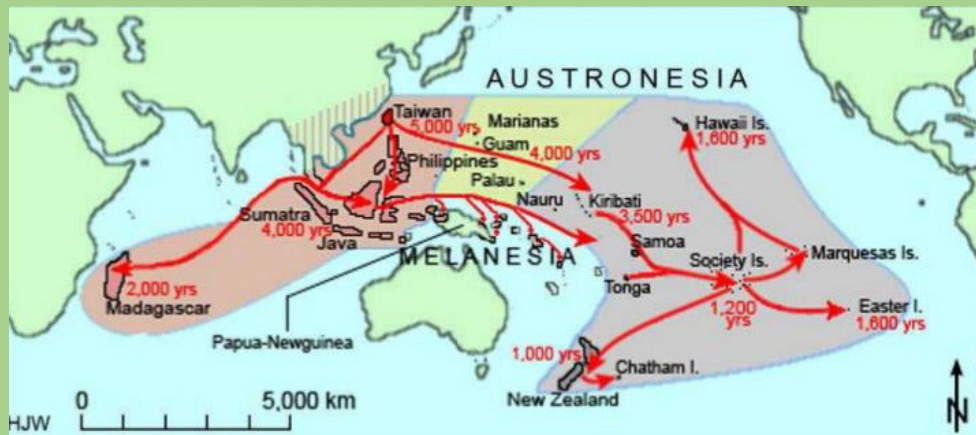 AUSTRONESIA
Taiwan
5,000 yrs
Marianas
Guam
4,000 yrs
Philippines
Palau
Nauru
Kiribati
3,500 yrs
Hawaii Is.
1,600 yrs
Sumatra
4,000 yrs
Java
MELANESIA
Samoa
Society Is.
Marquesas Is.
Tonga
2,000 yrs
Madagascar
1,200
yrs
Easter I.
1,600 yrs
Papua-Newguinea
1,000 yrs
Chatham I.
New Zealand
0
5,000 km
HJW
N